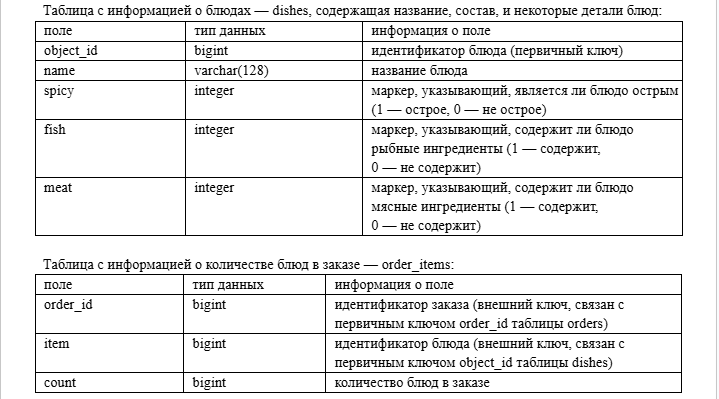 Таблица с информацией о блюдах — dishes, содержащая название, состав, и некоторые детали блюд:
поле тип данных информация о поле
object_id bigint идентификатор блюда (первичный ключ)
name varchar(128) название блюда
spicy integer маркер, указывающий, является ли блюдо острым
(1 — острое, 0 — не острое)
fish integer маркер, указывающий, содержит ли блюдо
рыбные ингредиенты (1 — содержит,
0 — не содержит)
meat integer маркер, указывающий, содержит ли блюдо
мясные ингредиенты (1 — содержит,
0 — не содержит)
Таблица с информацией о количестве блюд в заказе — order_items:
поле тип данных информация о поле
order_id bigint идентификатор заказа (внешний ключ, связан с
первичным ключом order_id таблицы orders)
item bigint идентификатор блюда (внешний ключ, связан с
первичным ключом object_id таблицы dishes)
count bigint количество блюд в заказе